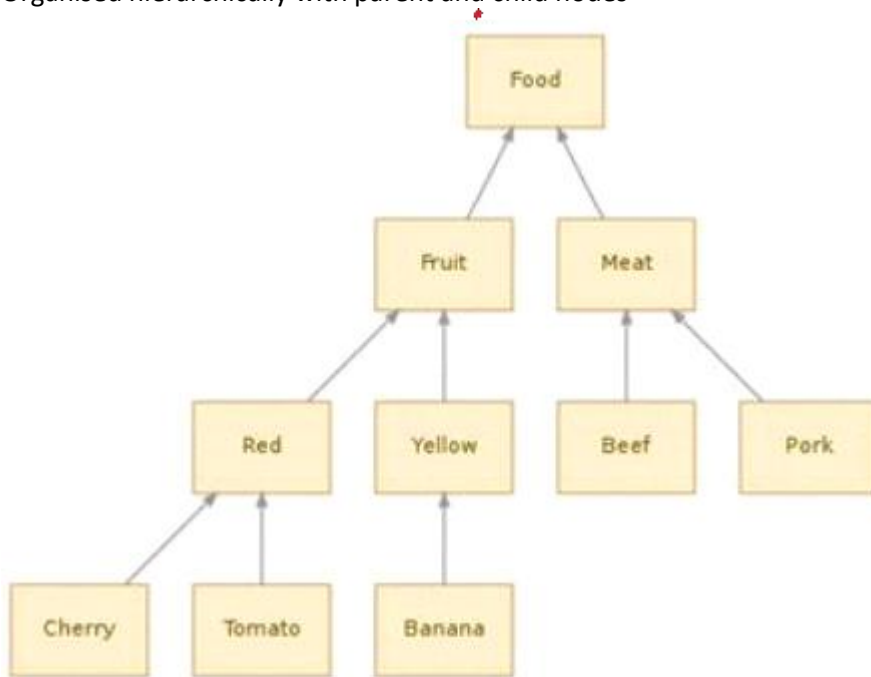 Organised hierarchically with parent and child nodes
Food
Fruit Meat
Red Yellow Beef Pork
Cherry Tomato Banana